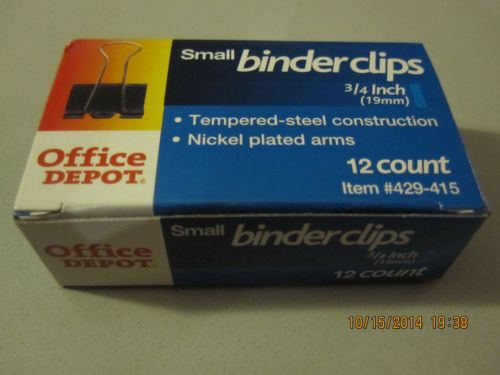 Small binder clips
3/4 Inch
(19mm)
• Tempered-steel construction
• Nickel plated arms
12 count
Item #429-415
Office
DEPOT
Small binder clips
3/4 Inch
(19mm)
12 count
Office
DEPOT
10/15/2014 19:38